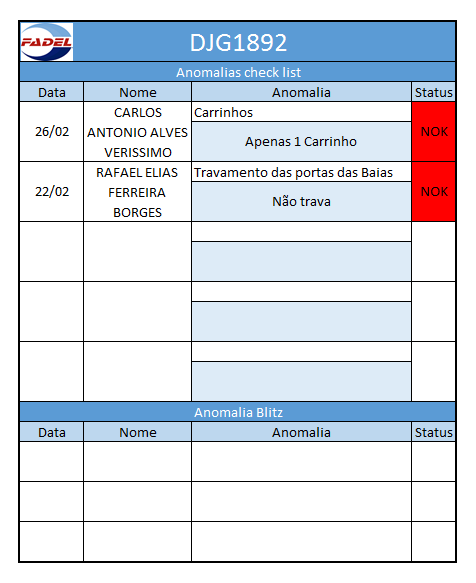 FADEL
DJG1892
Anomalias check list
Data Nome Anomalia Status
26/02
CARLOS
ANTONIO ALVES
VERISSIMO
Carrinhos
Apenas 1 Carrinho
NOK
22/02
RAFAEL ELIAS
FERREIRA
BORGES
Travamento das portas das Baias
Não trava
NOK
Anomalia Blitz
Data Nome Anomalia Status